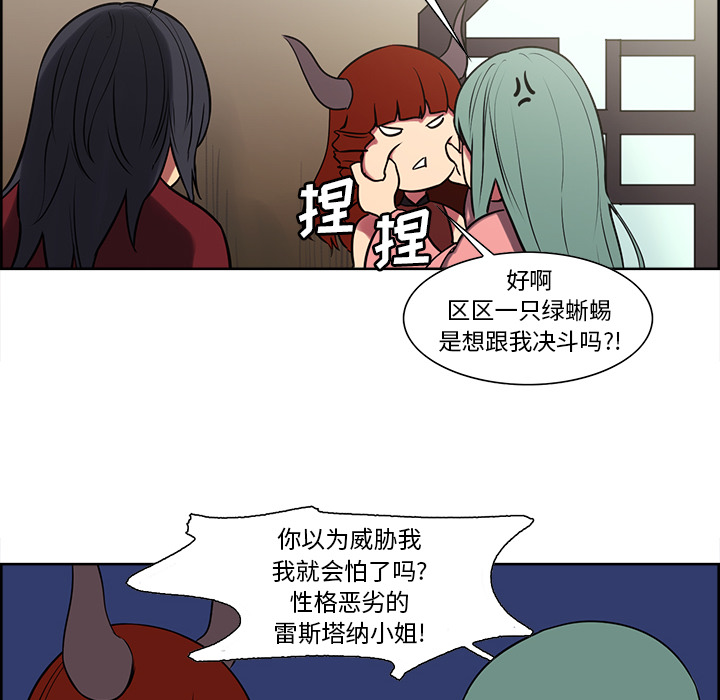 捏
捏
好啊
区区一只绿蜥蜴
是想跟我决斗吗?!
你以为威胁我
我就会怕了吗?
性格恶劣的
雷斯塔纳小姐!